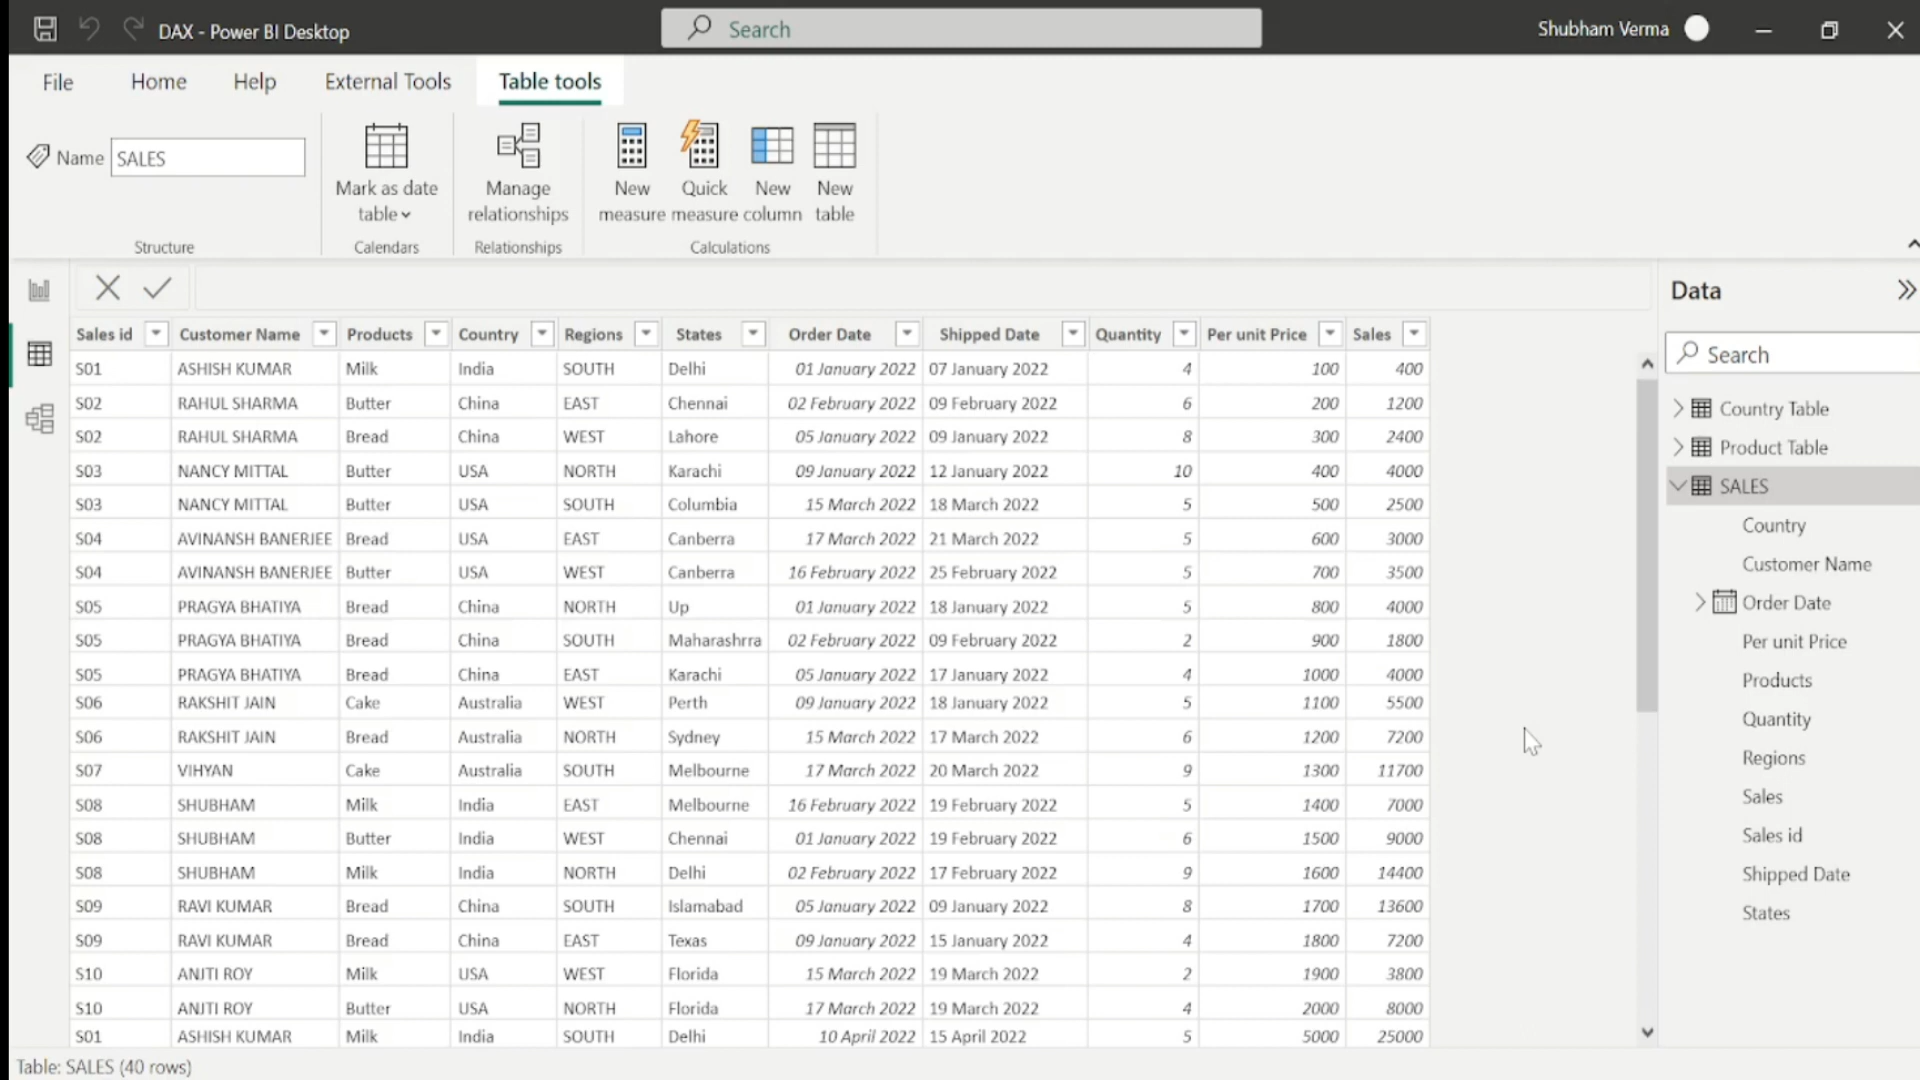 DAX - Power BI Desktop
Search
Shubham Verma
File Home Help External Tools Table tools
Name SALES
Mark as date table
Manage relationships
New measure
Quick measure
New column
New table
Structure Calendars Relationships Calculations
Data
Sales id Customer Name Products Country Regions States Order Date Shipped Date Quantity Per unit Price Sales
S01 ASHISH KUMAR Milk India SOUTH Delhi 01 January 2022 07 January 2022 4 100 400
S02 RAHUL SHARMA Butter China EAST Chennai 02 February 2022 09 February 2022 6 200 1200
S02 RAHUL SHARMA Bread China WEST Lahore 05 January 2022 09 January 2022 8 300 2400
S03 NANCY MITTAL Butter USA NORTH Karachi 09 January 2022 12 January 2022 10 400 4000
S03 NANCY MITTAL Butter USA SOUTH Columbia 15 March 2022 18 March 2022 5 500 2500
S04 AVINANSH BANERJEE Bread USA EAST Canberra 17 March 2022 21 March 2022 5 600 3000
S04 AVINANSH BANERJEE Butter USA WEST Canberra 16 February 2022 25 February 2022 5 700 3500
S05 PRAGYA BHATIYA Bread China NORTH Up 01 January 2022 18 January 2022 5 800 4000
S05 PRAGYA BHATIYA Bread China SOUTH Maharashrra 02 February 2022 09 February 2022 2 900 1800
S05 PRAGYA BHATIYA Bread China EAST Karachi 05 January 2022 17 January 2022 4 1000 4000
S06 RAKSHIT JAIN Cake Australia WEST Perth 09 January 2022 18 January 2022 5 1100 5500
S06 RAKSHIT JAIN Bread Australia NORTH Sydney 15 March 2022 17 March 2022 6 1200 7200
S07 VIHYAN Cake Australia SOUTH Melbourne 17 March 2022 20 March 2022 9 1300 11700
S08 SHUBHAM Milk India EAST Melbourne 16 February 2022 19 February 2022 5 1400 7000
S08 SHUBHAM Butter India WEST Chennai 01 January 2022 19 February 2022 6 1500 9000
S08 SHUBHAM Milk India NORTH Delhi 02 February 2022 17 February 2022 9 1600 14400
S09 RAVI KUMAR Bread China SOUTH Islamabad 05 January 2022 09 January 2022 8 1700 13600
S09 RAVI KUMAR Bread China EAST Texas 09 January 2022 15 January 2022 4 1800 7200
S10 ANJTI ROY Milk USA WEST Florida 15 March 2022 19 March 2022 2 1900 3800
S10 ANJTI ROY Butter USA NORTH Florida 17 March 2022 19 March 2022 4 2000 8000
S01 ASHISH KUMAR Milk India SOUTH Delhi 10 April 2022 15 April 2022 5 5000 25000
Search
Country Table
Product Table
SALES
Country
Customer Name
Order Date
Per unit Price
Products
Quantity
Regions
Sales
Sales id
Shipped Date
States
Table: SALES (40 rows)